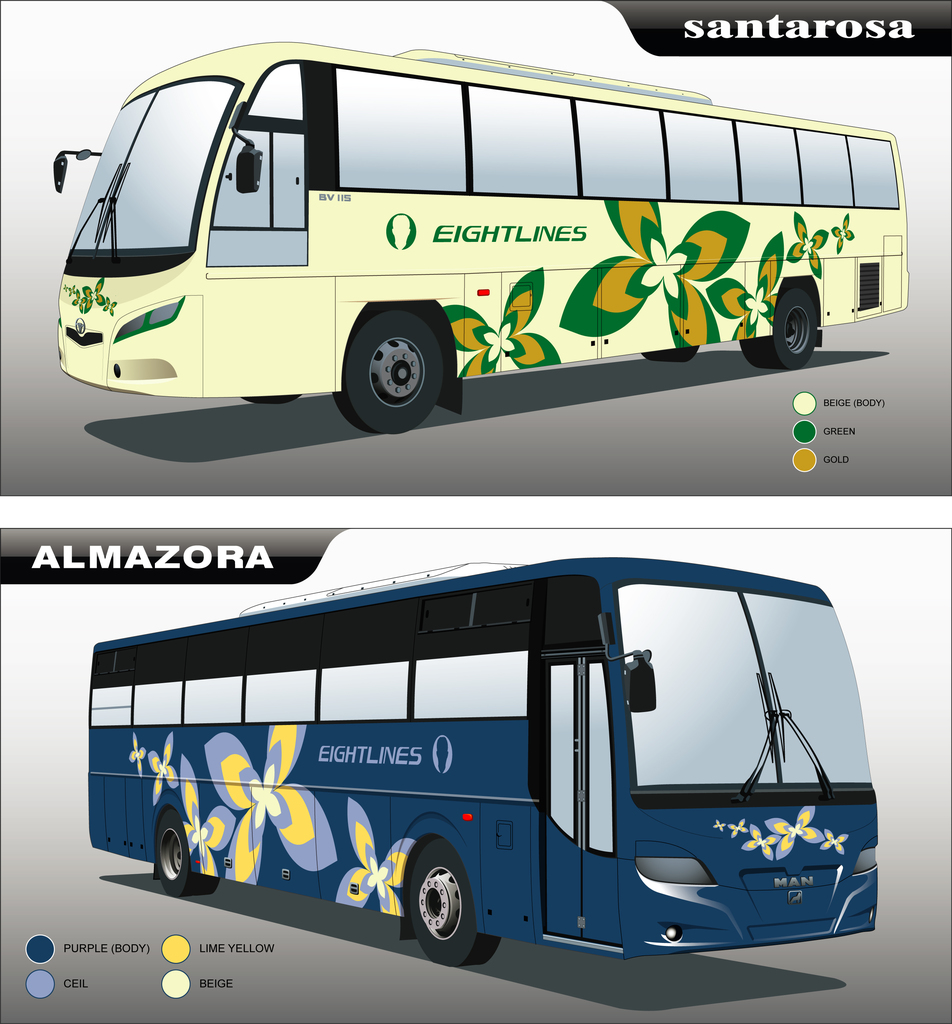 santarosa
BV 115
EIGHTLINES
BEIGE (BODY)
GREEN
GOLD
ALMAZORA
EIGHTLINES
MAN
PURPLE (BODY)
LIME YELLOW
CEIL
BEIGE